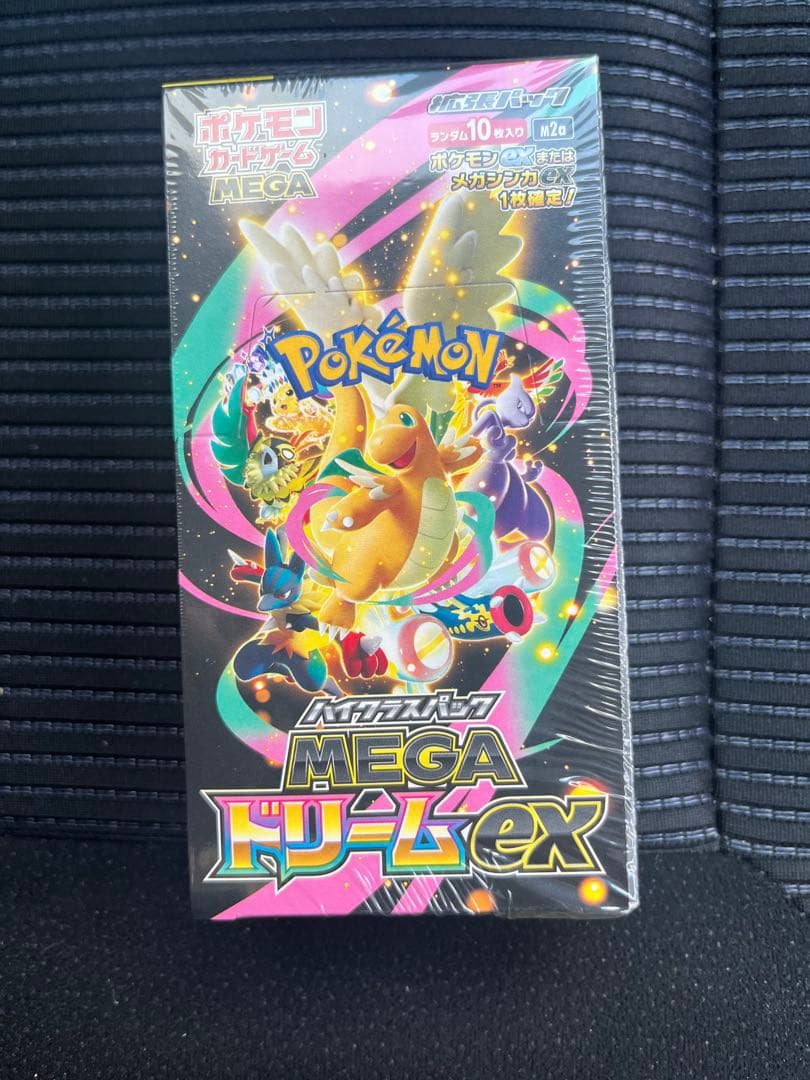 ポケモン
カードゲーム
MEGA
拡張パック
ランダム10枚入り M2a
ポケモンexまたは
メガシンカex
1枚確定!
POKÉMON
TM
ハイクラスパック
MEGA
ドリームex